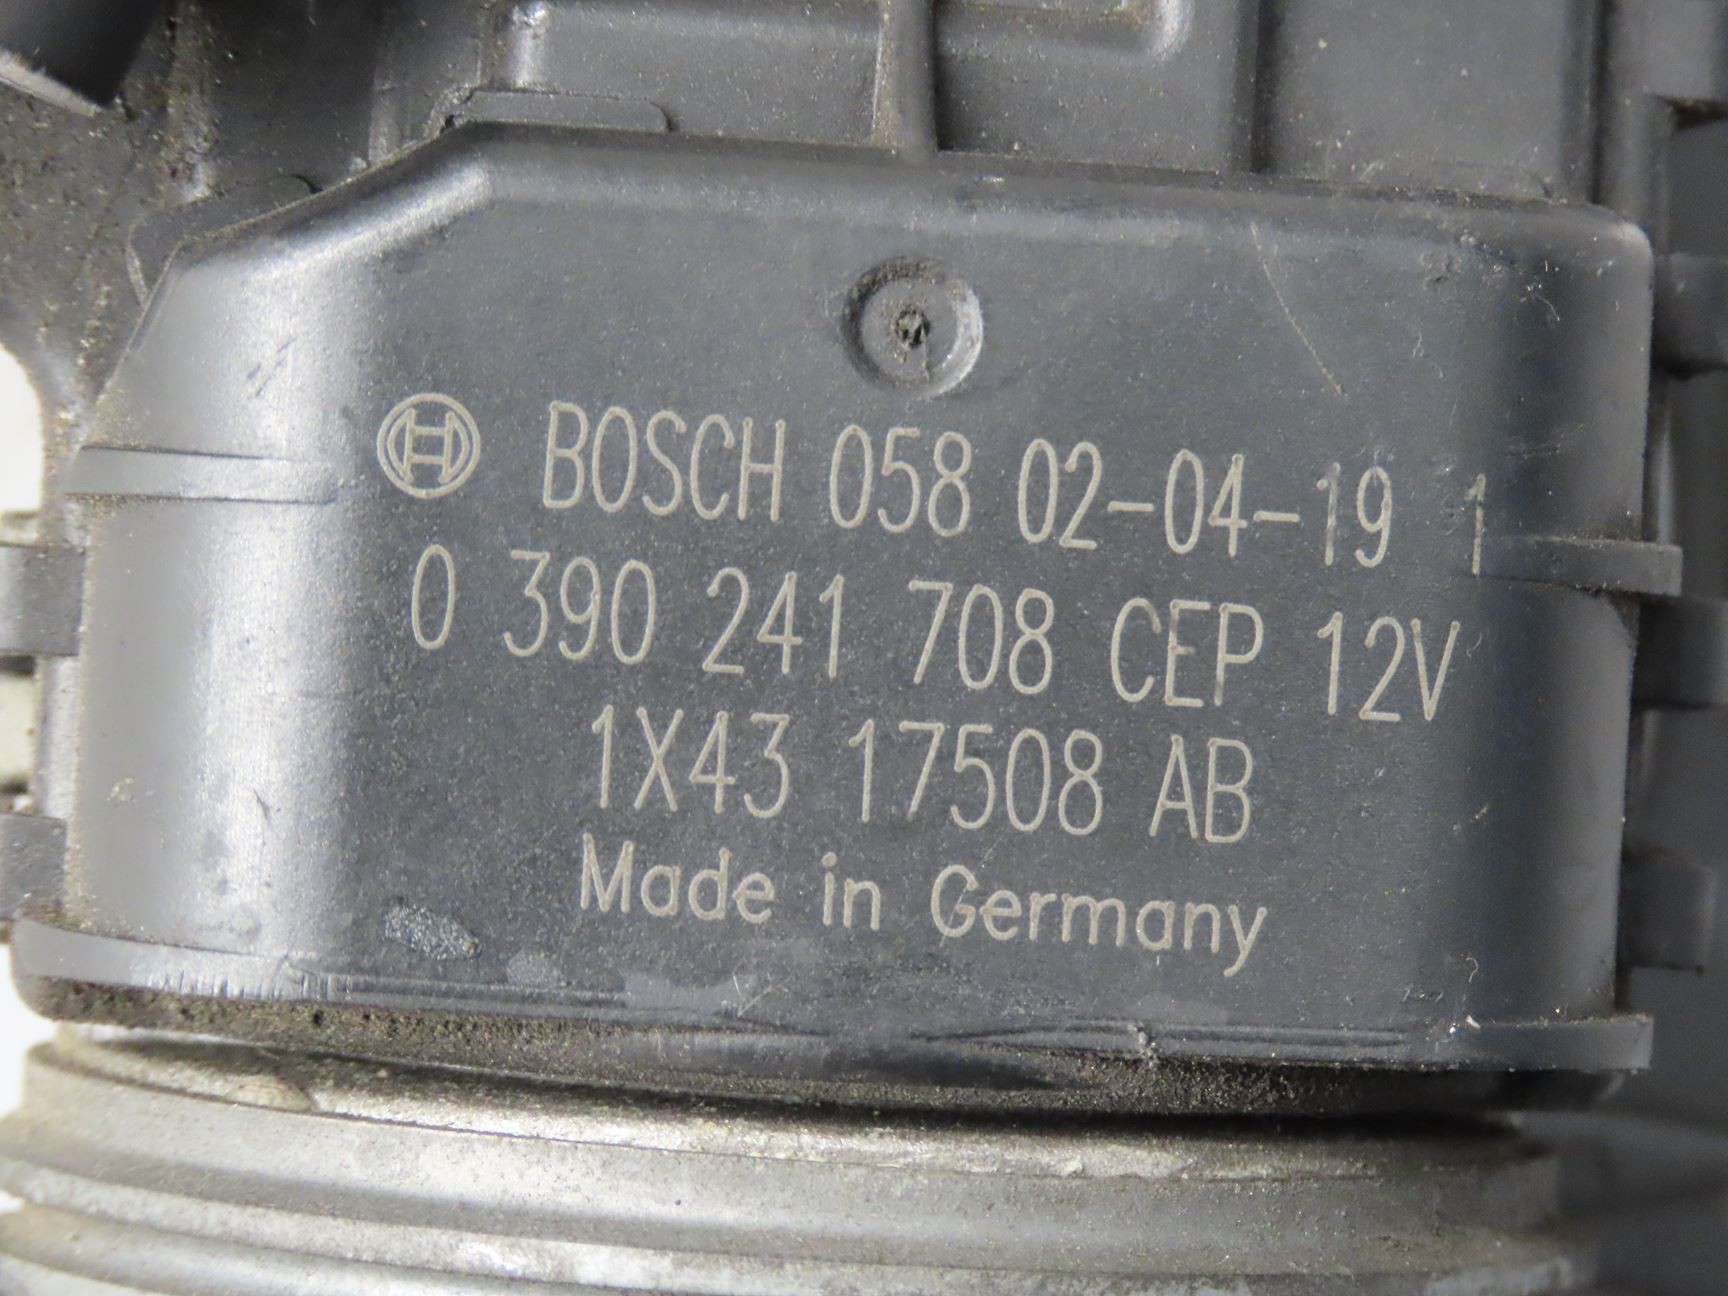 BOSCH 058 02-04-19 1
0 390 241 708 CEP 12V
1X43 17508 AB
Made in Germany